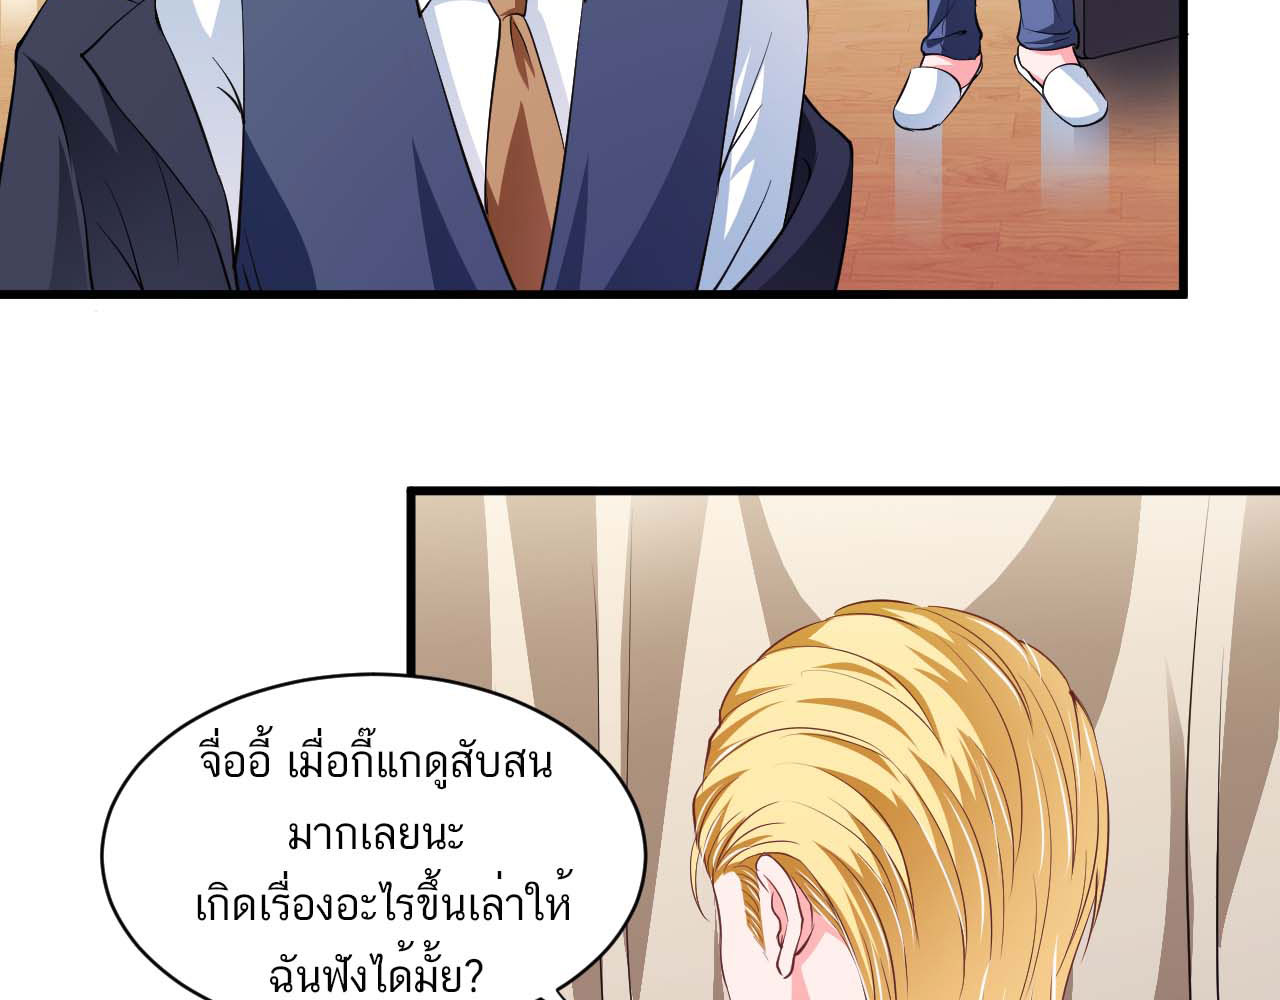 จื่ออี้ เมื่อกี๊แกดูสับสน
มากเลยนะ
เกิดเรื่องอะไรขึ้นเล่าให้
ฉันฟังได้มั้ย?